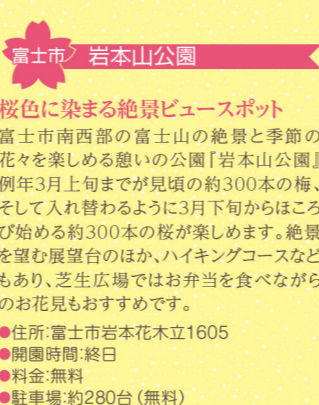 富士市 岩本山公園
桜色に染まる絶景ビュースポット
富士市南西部の富士山の絶景と季節の
花々を楽しめる憩いの公園『岩本山公園』
例年3月上旬までが見頃の約300本の梅、
そして入れ替わるように3月下旬からほころ
び始める約300本の桜が楽しめます。絶景
を望む展望台のほか、ハイキングコースなど
もあり、芝生広場ではお弁当を食べながら
のお花見もおすすめです。
●住所:富士市岩本花木立1605
●開園時間:終日
●料金:無料
●駐車場:約280台(無料)